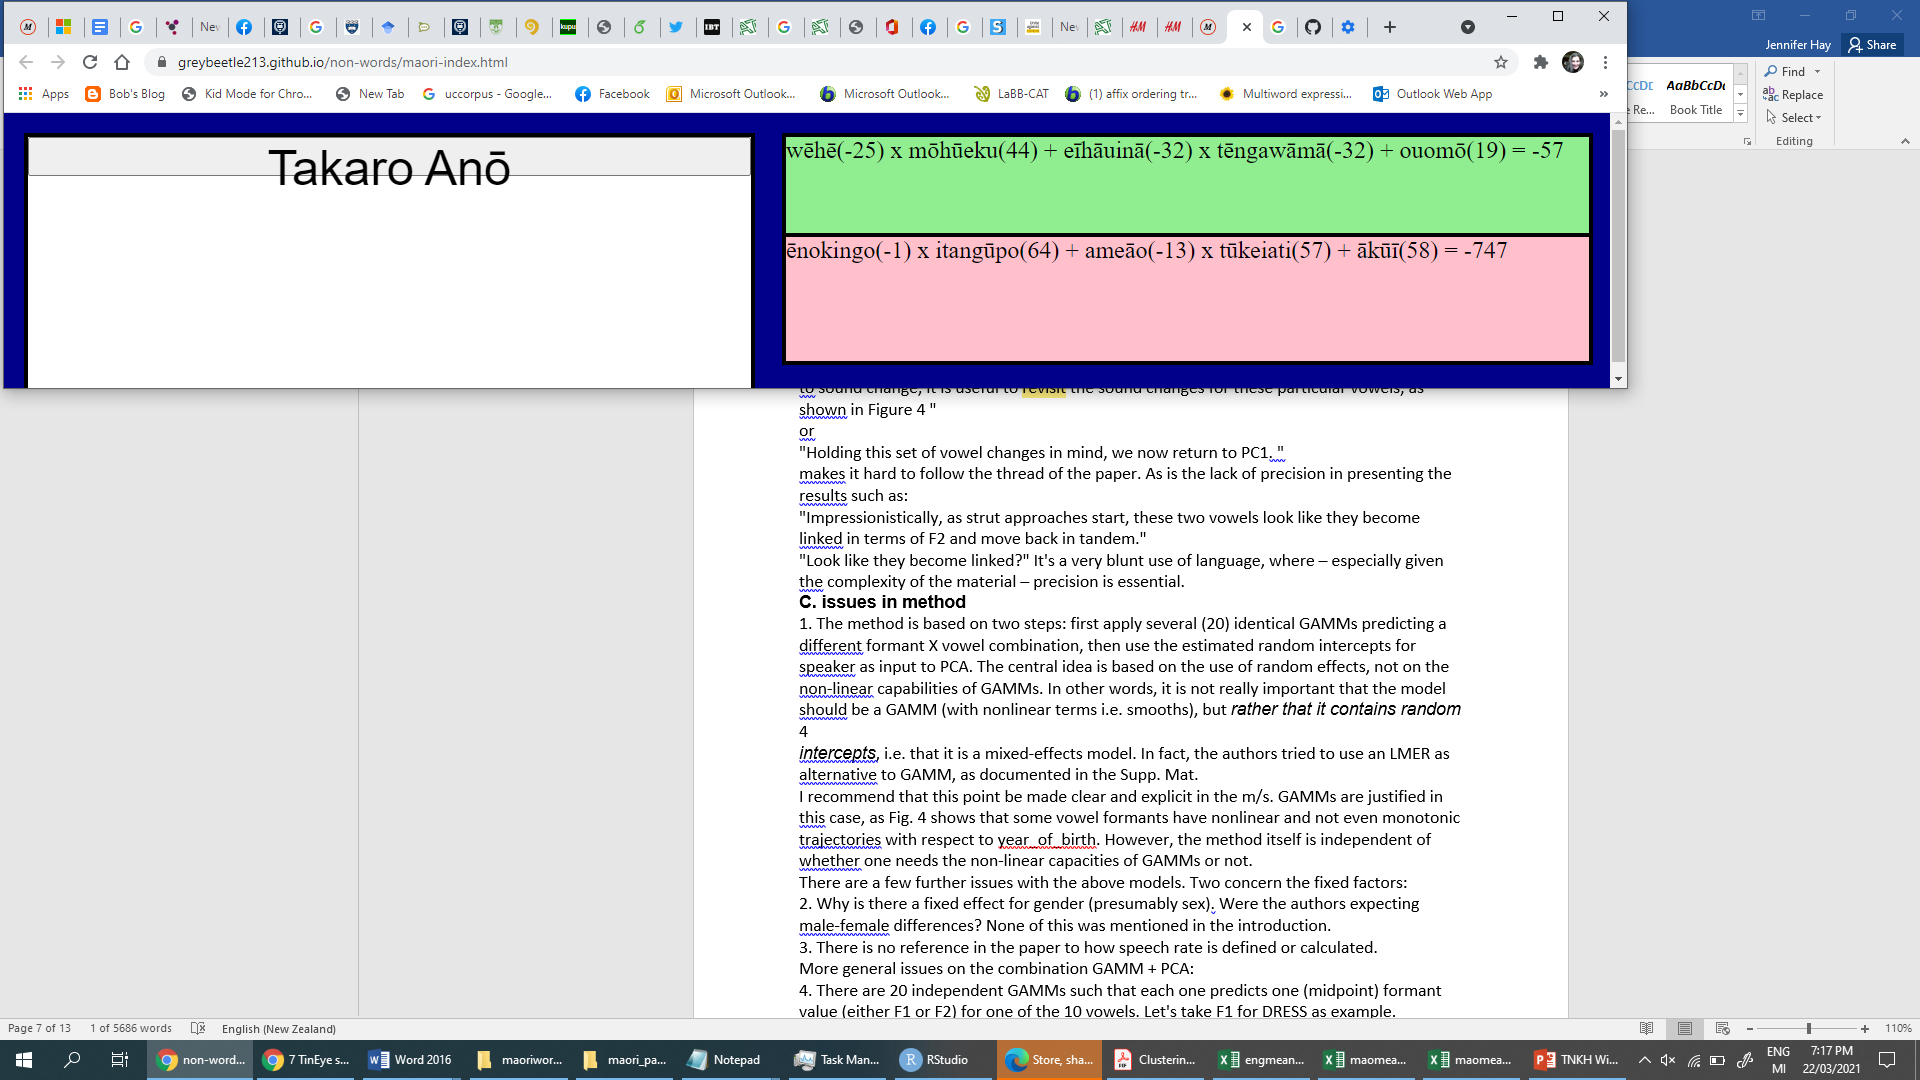 New
New
Jennifer Hay
Share
greybeetle213.github.io/non-words/maori-index.html
Apps
Bob's Blog
Kid Mode for Chro...
New Tab
uccorpus - Google...
Facebook
Microsoft Outlook...
Microsoft Outlook...
LaBB-CAT
(1) affix ordering tr...
Multiword expressi...
Outlook Web App
»
AaBbCcDı
Book Title
Find
Replace
Select
Editing
Takaro Anō
wēhē(-25) x mōhūeku(44) + eīhāuinā(-32) x tēngawāmā(-32) + ouomō(19) = -57
ēnokingo(-1) x itangūpo(64) + ameāo(-13) x tūkeiati(57) + ākūī(58) = -747
to sound change, it is useful to revisit the sound changes for these particular vowels, as
shown in Figure 4 "
or
"Holding this set of vowel changes in mind, we now return to PC1. "
makes it hard to follow the thread of the paper. As is the lack of precision in presenting the
results such as:
"Impressionistically, as strut approaches start, these two vowels look like they become
linked in terms of F2 and move back in tandem."
"Look like they become linked?" It's a very blunt use of language, where – especially given
the complexity of the material – precision is essential.
C. issues in method
1. The method is based on two steps: first apply several (20) identical GAMMs predicting a
different formant X vowel combination, then use the estimated random intercepts for
speaker as input to PCA. The central idea is based on the use of random effects, not on the
non-linear capabilities of GAMMs. In other words, it is not really important that the model
should be a GAMM (with nonlinear terms i.e. smooths), but rather that it contains random
4
intercepts, i.e. that it is a mixed-effects model. In fact, the authors tried to use an LMER as
alternative to GAMM, as documented in the Supp. Mat.
I recommend that this point be made clear and explicit in the m/s. GAMMs are justified in
this case, as Fig. 4 shows that some vowel formants have nonlinear and not even monotonic
trajectories with respect to year_of_birth. However, the method itself is independent of
whether one needs the non-linear capacities of GAMMs or not.
There are a few further issues with the above models. Two concern the fixed factors:
2. Why is there a fixed effect for gender (presumably sex). Were the authors expecting
male-female differences? None of this was mentioned in the introduction.
3. There is no reference in the paper to how speech rate is defined or calculated.
More general issues on the combination GAMM + PCA:
4. There are 20 independent GAMMs such that each one predicts one (midpoint) formant
value (either F1 or F2) for one of the 10 vowels. Let's take F1 for DRESS as example.
Page 7 of 13
1 of 5686 words
English (New Zealand)
110%
non-word...
7 TinEye s...
Word 2016
maoriwor...
maori_pa...
Notepad
Task Man...
RStudio
Store, sha...
Clusterin...
engmean...
maomea...
maomea...
TNKH Wi...
ENG
MI
7:17 PM
22/03/2021